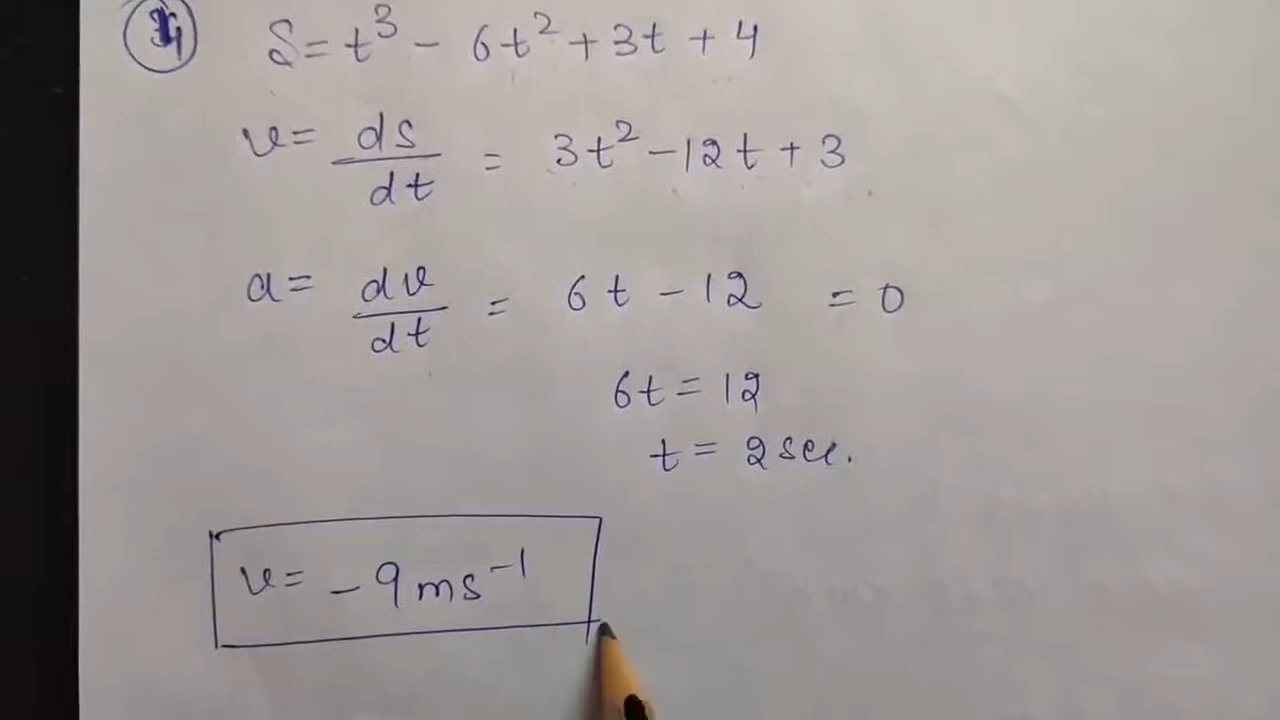 S = t³ - 6t² + 3t + 4
v = ds/dt = 3t² - 12t + 3
a = dv/dt = 6t - 12 = 0
6t = 12
t = 2 sec.
v = -9 ms⁻¹